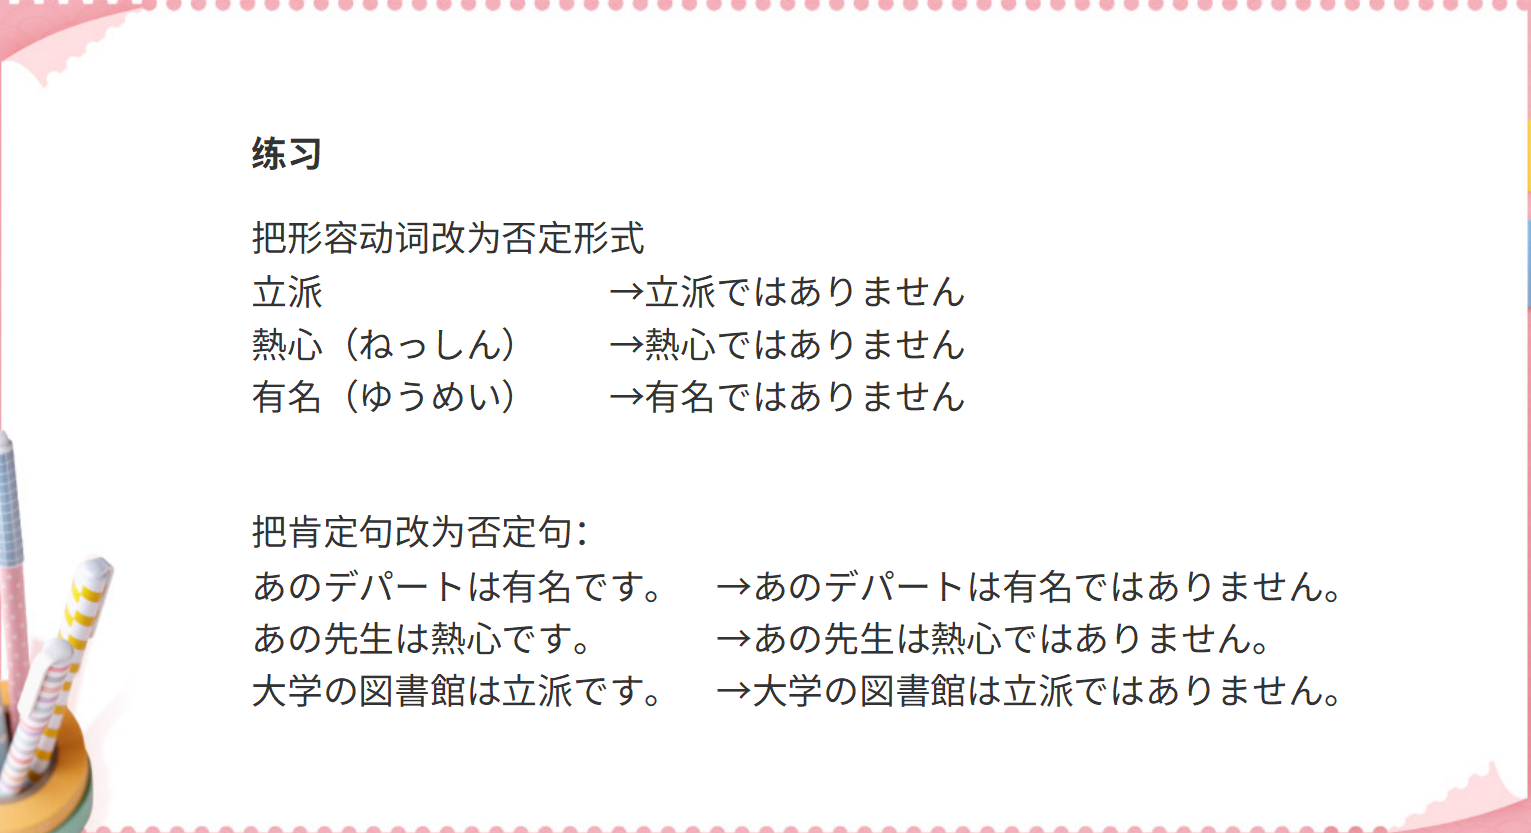 练习
把形容动词改为否定形式
立派 →立派ではありません
熱心（ねっしん） →熱心ではありません
有名（ゆうめい） →有名ではありません
把肯定句改为否定句：
あのデパートは有名です。 →あのデパートは有名ではありません。
あの先生は熱心です。 →あの先生は熱心ではありません。
大学の図書館は立派です。 →大学の図書館は立派ではありません。